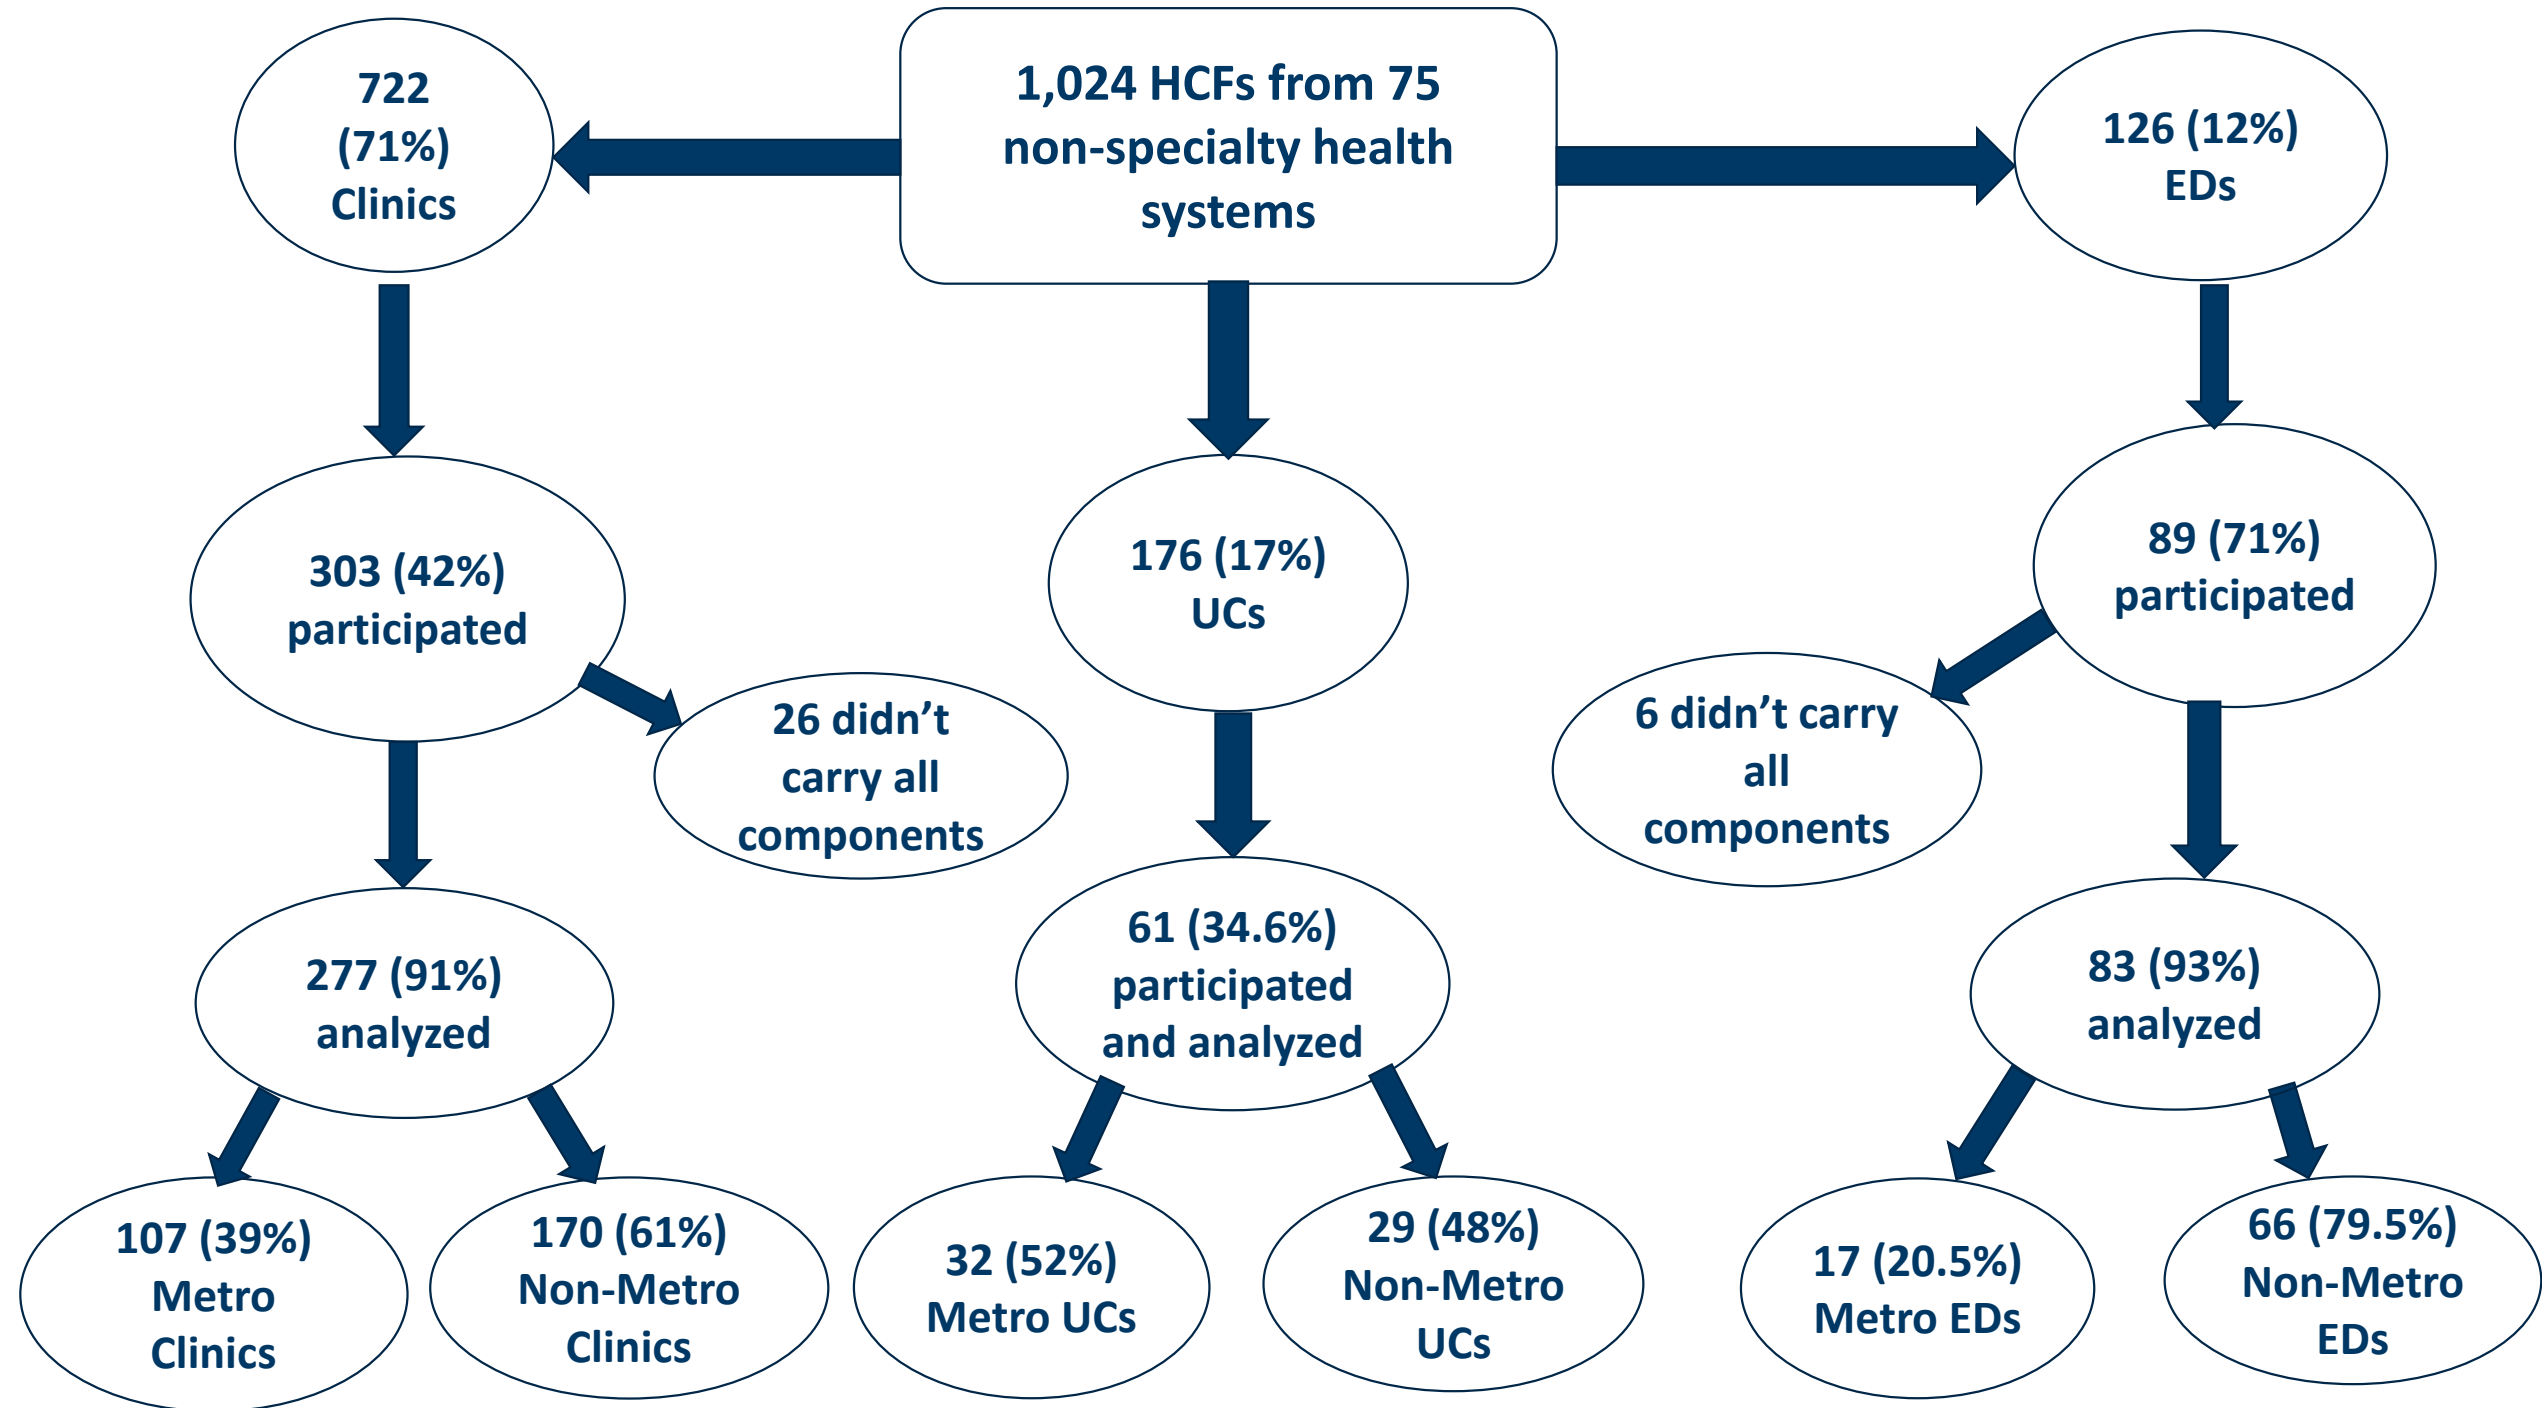 722
(71%)
Clinics
1,024 HCFs from 75
non-specialty health
systems
126 (12%)
EDs
303 (42%)
participated
176 (17%)
UCs
89 (71%)
participated
26 didn’t
carry all
components
6 didn’t carry
all
components
277 (91%)
analyzed
61 (34.6%)
participated
and analyzed
83 (93%)
analyzed
107 (39%)
Metro
Clinics
170 (61%)
Non-Metro
Clinics
32 (52%)
Metro UCs
29 (48%)
Non-Metro
UCs
17 (20.5%)
Metro EDs
66 (79.5%)
Non-Metro
EDs